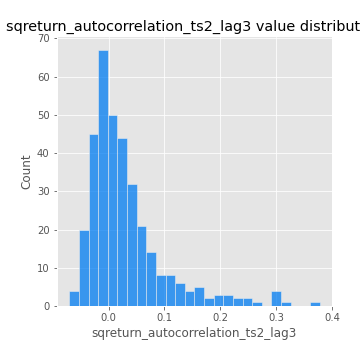 sqreturn_autocorrelation_ts2_lag3 value distribut
70
60
50
40
30
20
10
0
Count
0.0 0.1 0.2 0.3 0.4
sqreturn_autocorrelation_ts2_lag3